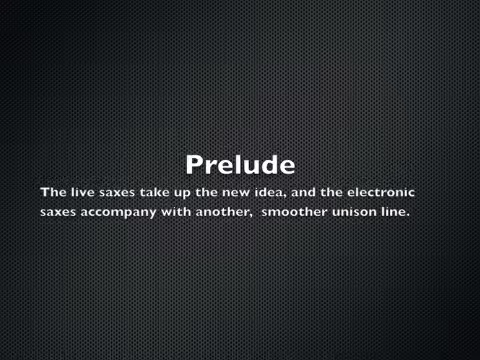 Prelude
The live saxes take up the new idea, and the electronic
saxes accompany with another,  smoother unison line.